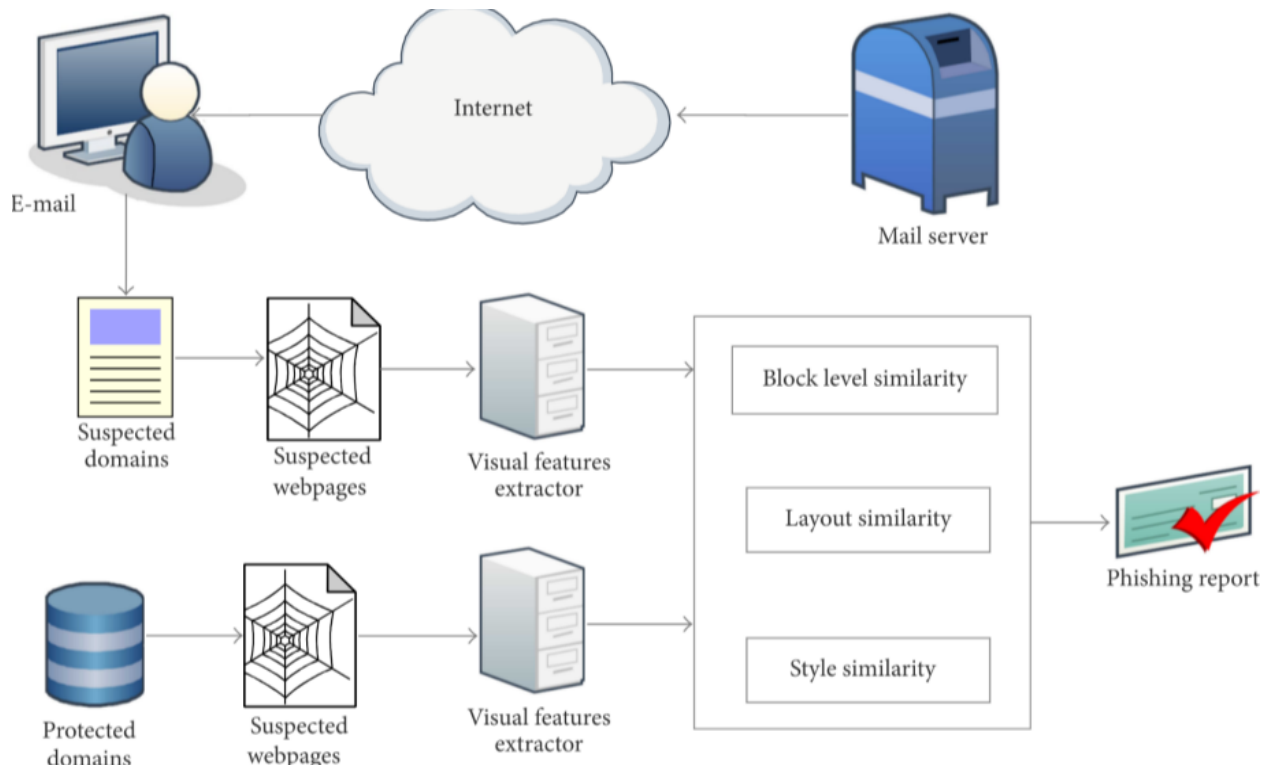 Internet
E-mail
Mail server
Suspected
domains
Suspected
webpages
Visual features
extractor
Block level similarity
Layout similarity
Style similarity
Phishing report
Protected
domains
Suspected
webpages
Visual features
extractor